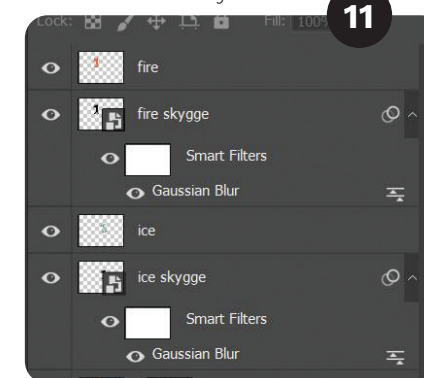 11
Lock: Fill: 100%
fire
fire skygge
Smart Filters
Gaussian Blur
ice
ice skygge
Smart Filters
Gaussian Blur